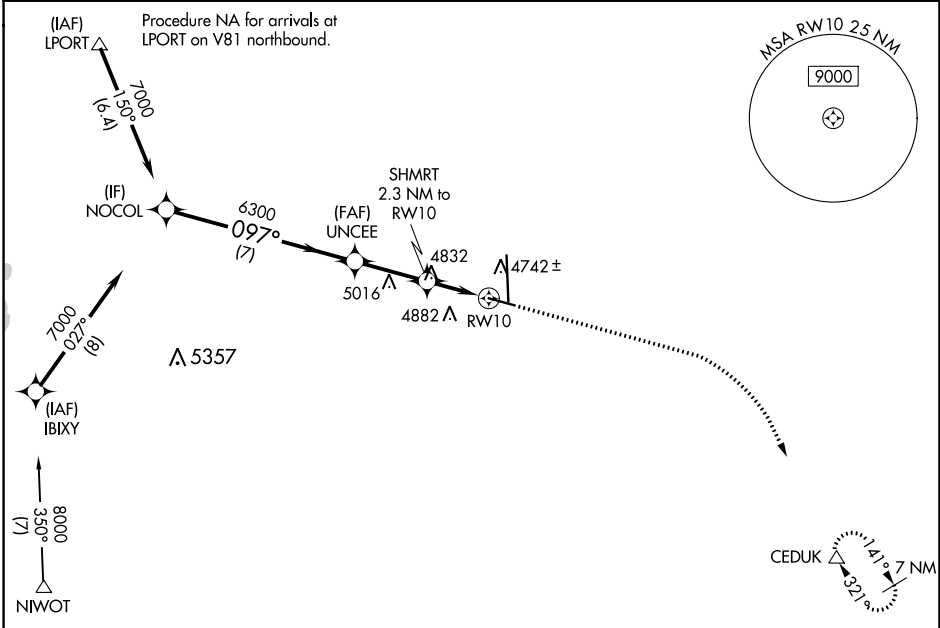 (IAF)
LPORT
Procedure NA for arrivals at
LPORT on V81 northbound.
MSA RW10 25 NM
9000
7000
150°
(6.4)
(IF)
NOCOL
6300
097°
(7)
(FAF)
UNCEE
SHMRT
2.3 NM to
RW10
4832
4742 ±
5016
4882
RW10
7000
027°
(8)
5357
(IAF)
IBIXY
8000
350°
(7)
NIWOT
CEDUK
141°
7 NM
321°